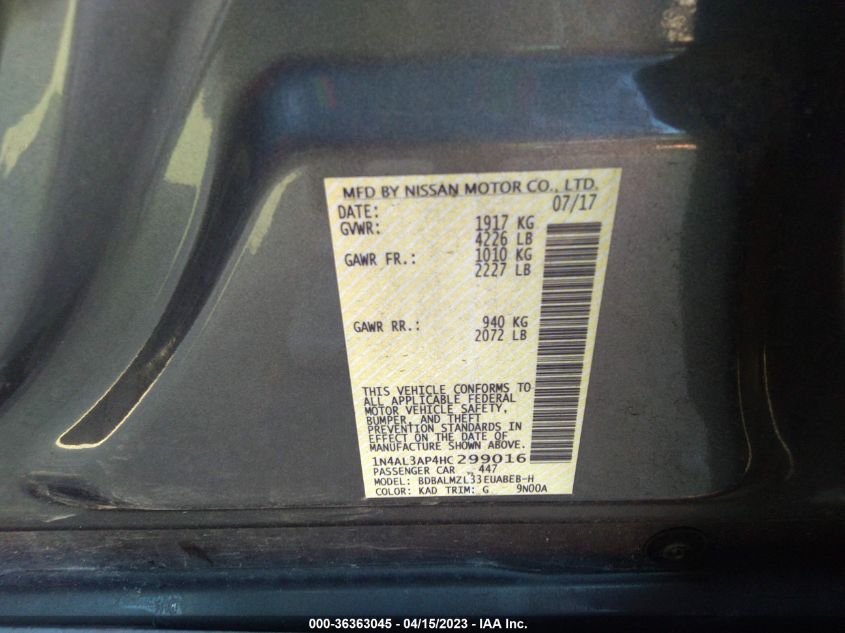 MFD BY NISSAN MOTOR CO., LTD.
DATE: 07/17
GVWR: 1917 KG
4226 LB
GAWR FR.: 1010 KG
2227 LB
GAWR RR.: 940 KG
2072 LB
THIS VEHICLE CONFORMS TO
ALL APPLICABLE FEDERAL
MOTOR VEHICLE SAFETY,
BUMPER, AND THEFT
PREVENTION STANDARDS IN
EFFECT ON THE DATE OF
MANUFACTURE SHOWN ABOVE.
1N4AL3AP4HC299016
PASSENGER CAR 447
MODEL: BDBALMZL33EUABEB-H
COLOR: KAD TRIM: G 9N00A
000-36363045 - 04/15/2023 - IAA Inc.